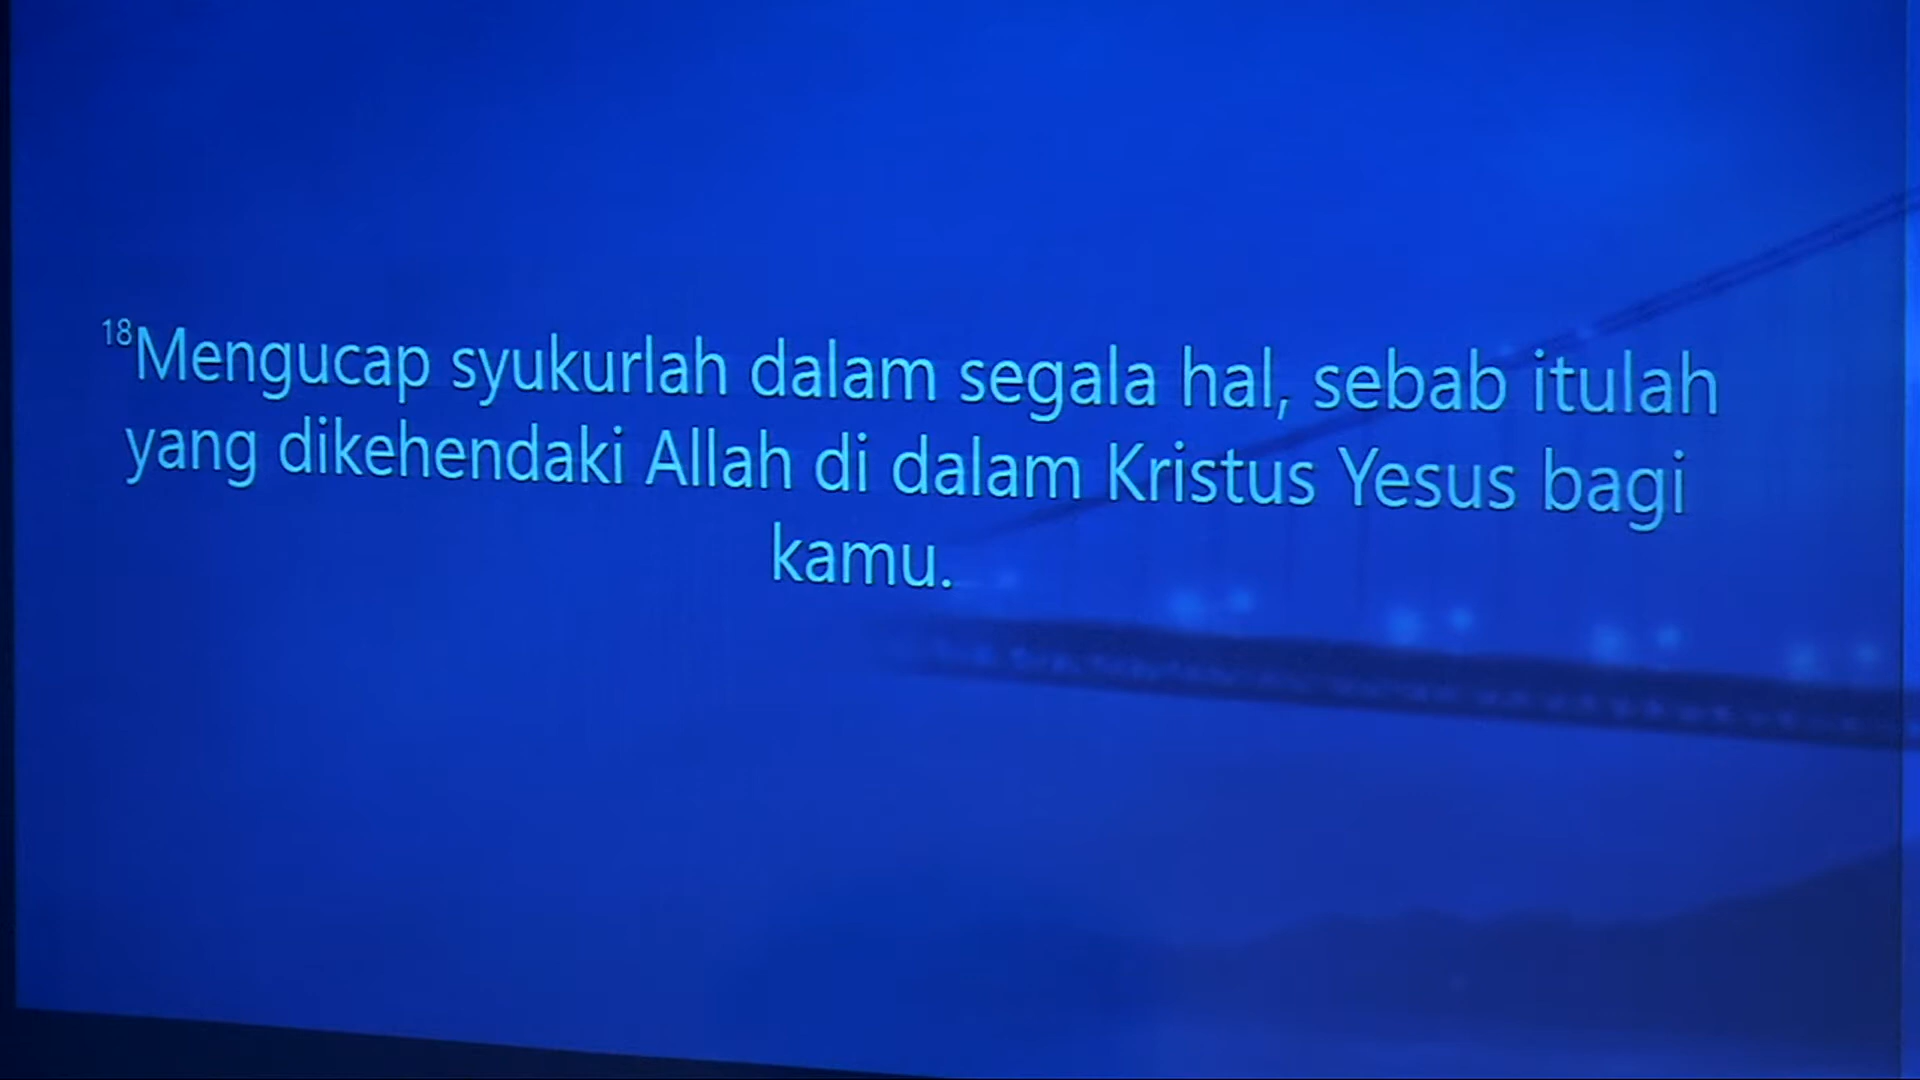 18Mengucap syukurlah dalam segala hal, sebab itulah
yang dikehendaki Allah di dalam Kristus Yesus bagi
kamu.